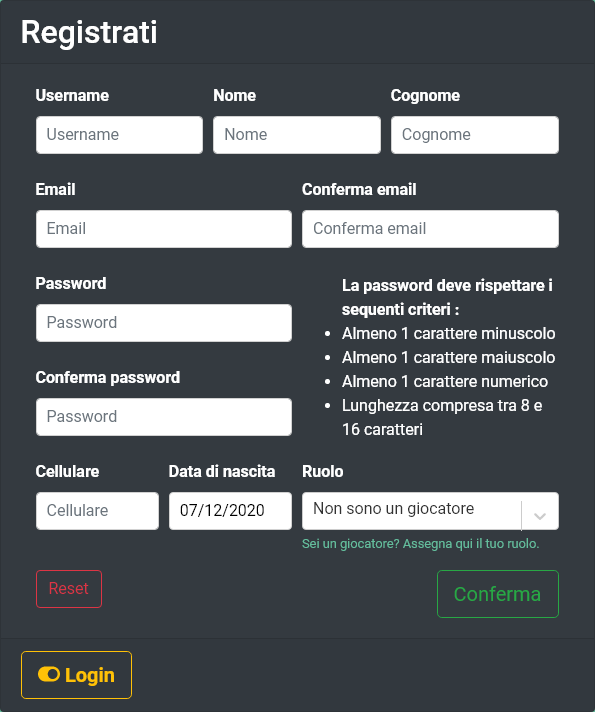 Registrati
Username Nome Cognome
Username Nome Cognome
Email Conferma email
Email Conferma email
Password
Password
La password deve rispettare i
sequenti criteri :
• Almeno 1 carattere minuscolo
• Almeno 1 carattere maiuscolo
• Almeno 1 carattere numerico
• Lunghezza compresa tra 8 e
16 caratteri
Conferma password
Password
Cellulare Data di nascita Ruolo
Cellulare 07/12/2020 Non sono un giocatore
Sei un giocatore? Assegna qui il tuo ruolo.
Reset Conferma
Login